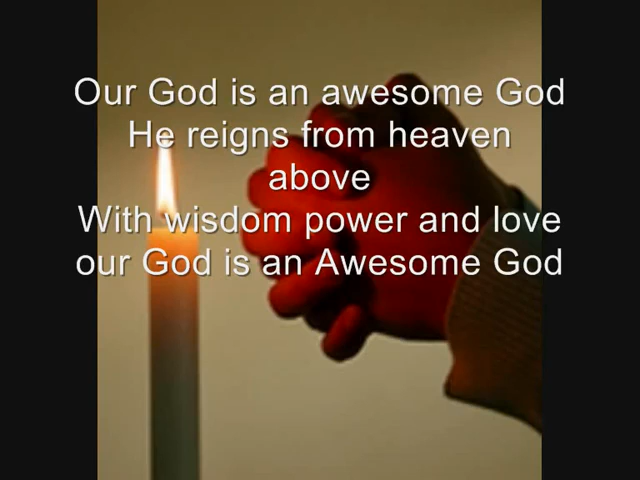 Our God is an awesome God
He reigns from heaven
above
With wisdom power and love
our God is an Awesome God